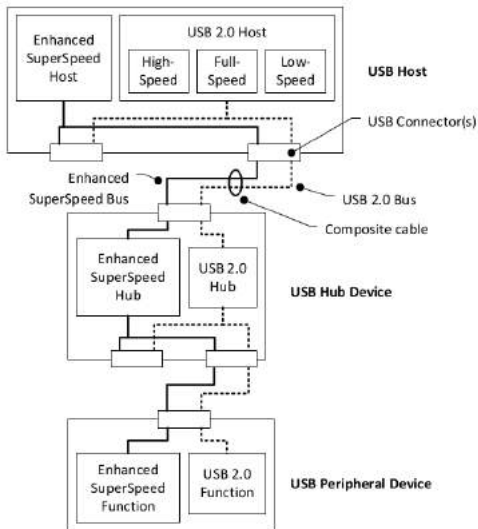 Enhanced
SuperSpeed
Host
USB 2.0 Host
High-
Speed
Full-
Speed
Low-
Speed
USB Host
USB Connector(s)
Enhanced
SuperSpeed Bus
USB 2.0 Bus
Composite cable
Enhanced
SuperSpeed
Hub
USB 2.0
Hub
USB Hub Device
Enhanced
SuperSpeed
Function
USB 2.0
Function
USB Peripheral Device